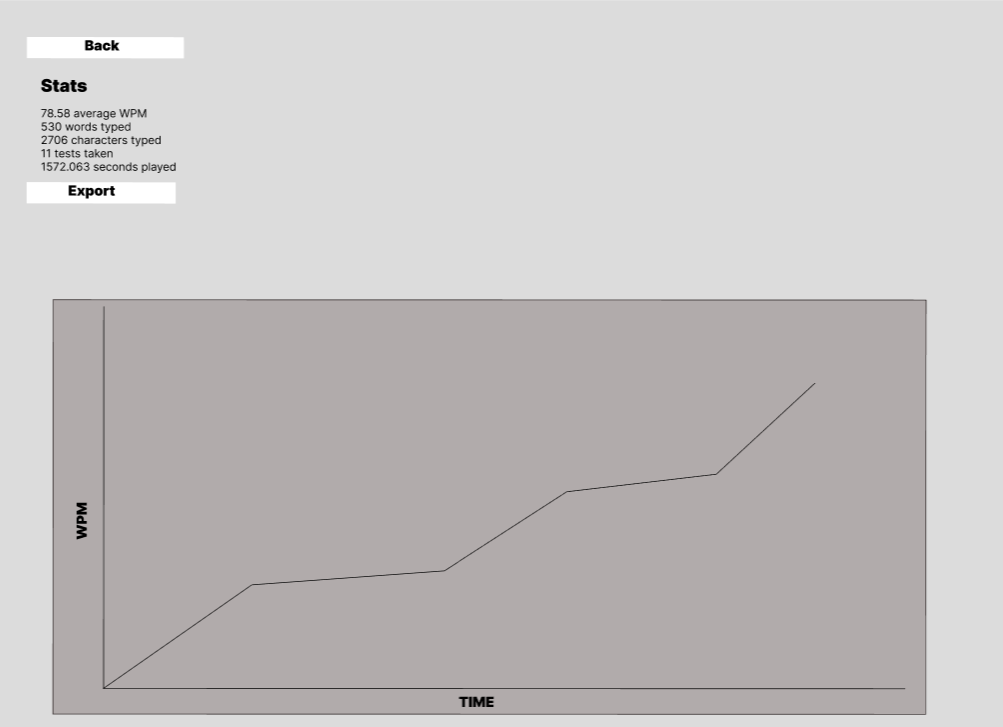 Back
Stats
78.58 average WPM
530 words typed
2706 characters typed
11 tests taken
1572.063 seconds played
Export
WPM
TIME